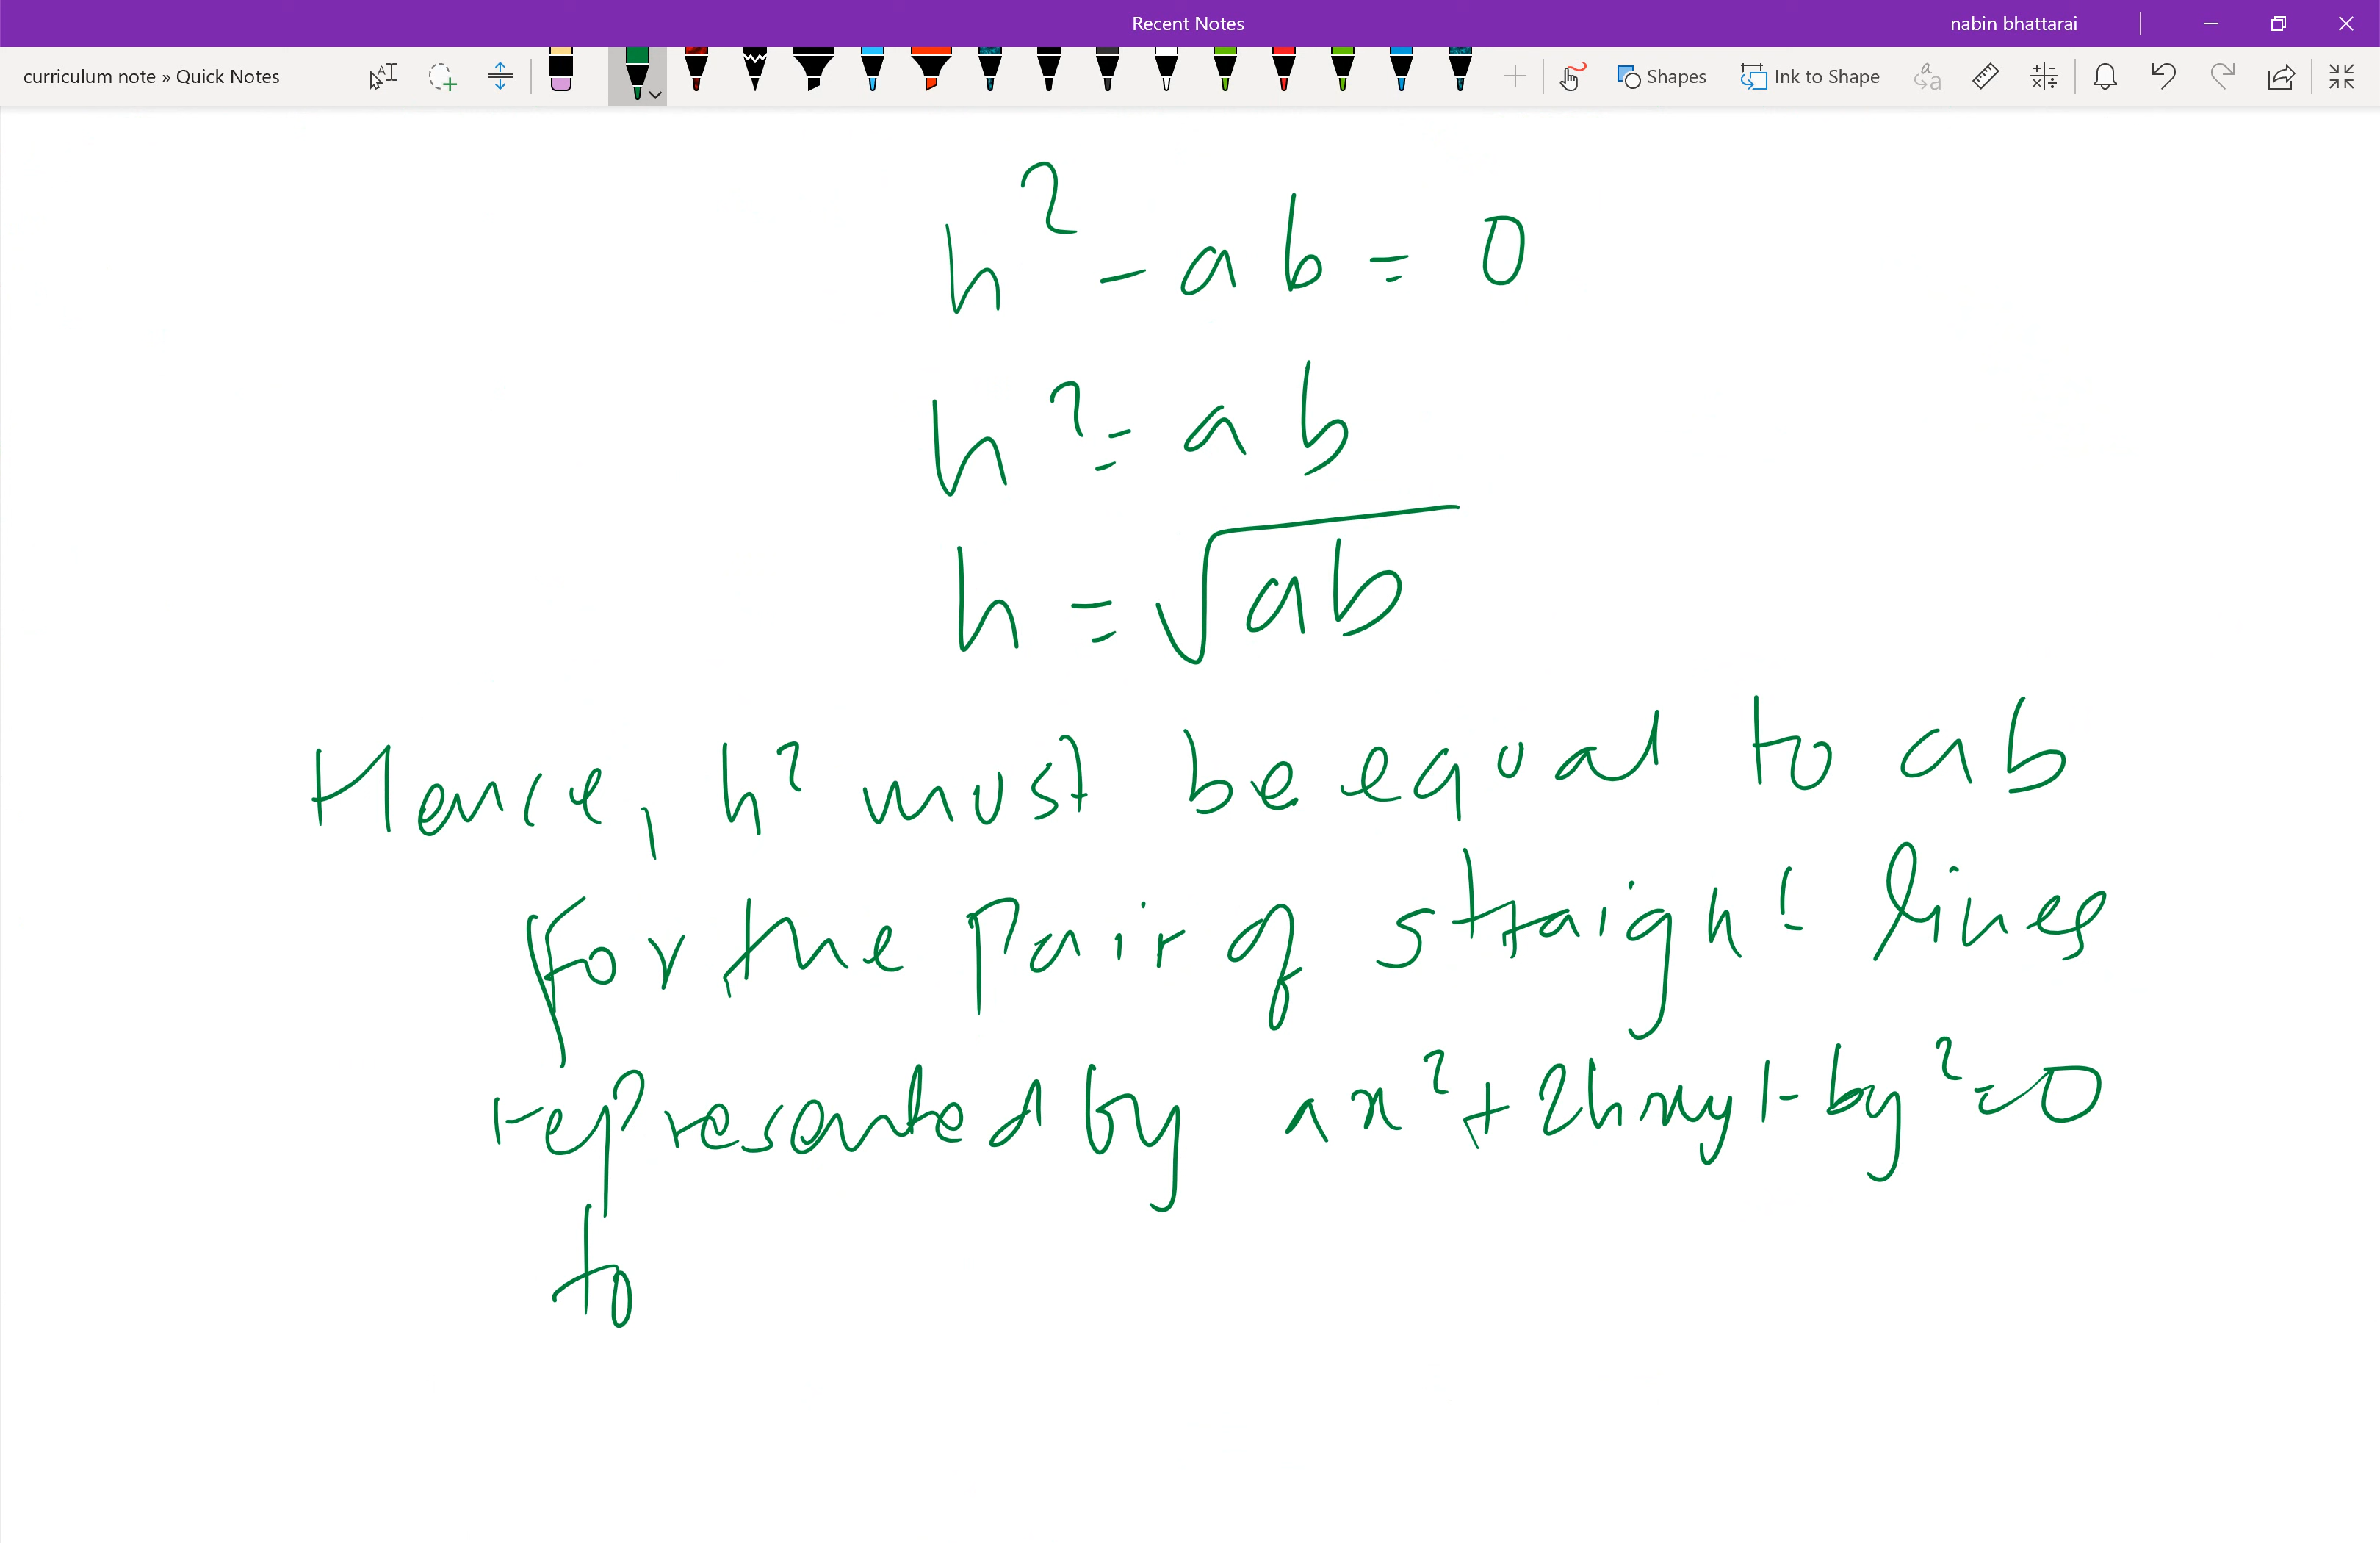 Recent Notes nabin bhattarai
curriculum note » Quick Notes Shapes Ink to Shape
h² - ab = 0
h² = ab
h = √ab
Hence, h² must be equal to ab
For the Pair of straight lines
represented by ax² + 2hxy + by² = 0
to